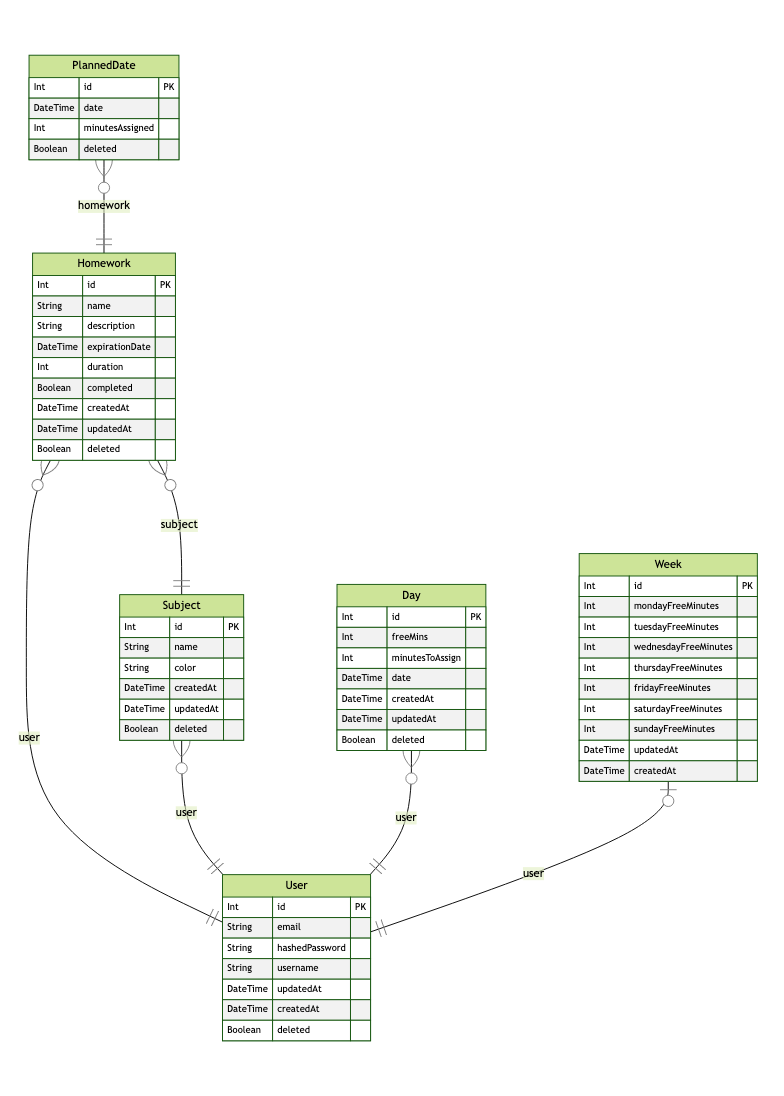 PlannedDate
Int id PK
DateTime date
Int minutesAssigned
Boolean deleted
homework
Homework
Int id PK
String name
String description
DateTime expirationDate
Int duration
Boolean completed
DateTime createdAt
DateTime updatedAt
Boolean deleted
subject
user
Subject
Int id PK
String name
String color
DateTime createdAt
DateTime updatedAt
Boolean deleted
user
Day
Int id PK
Int freeMins
Int minutesToAssign
DateTime date
DateTime createdAt
DateTime updatedAt
Boolean deleted
user
Week
Int id PK
Int mondayFreeMinutes
Int tuesdayFreeMinutes
Int wednesdayFreeMinutes
Int thursdayFreeMinutes
Int fridayFreeMinutes
Int saturdayFreeMinutes
Int sundayFreeMinutes
DateTime updatedAt
DateTime createdAt
user
User
Int id PK
String email
String hashedPassword
String username
DateTime updatedAt
DateTime createdAt
Boolean deleted